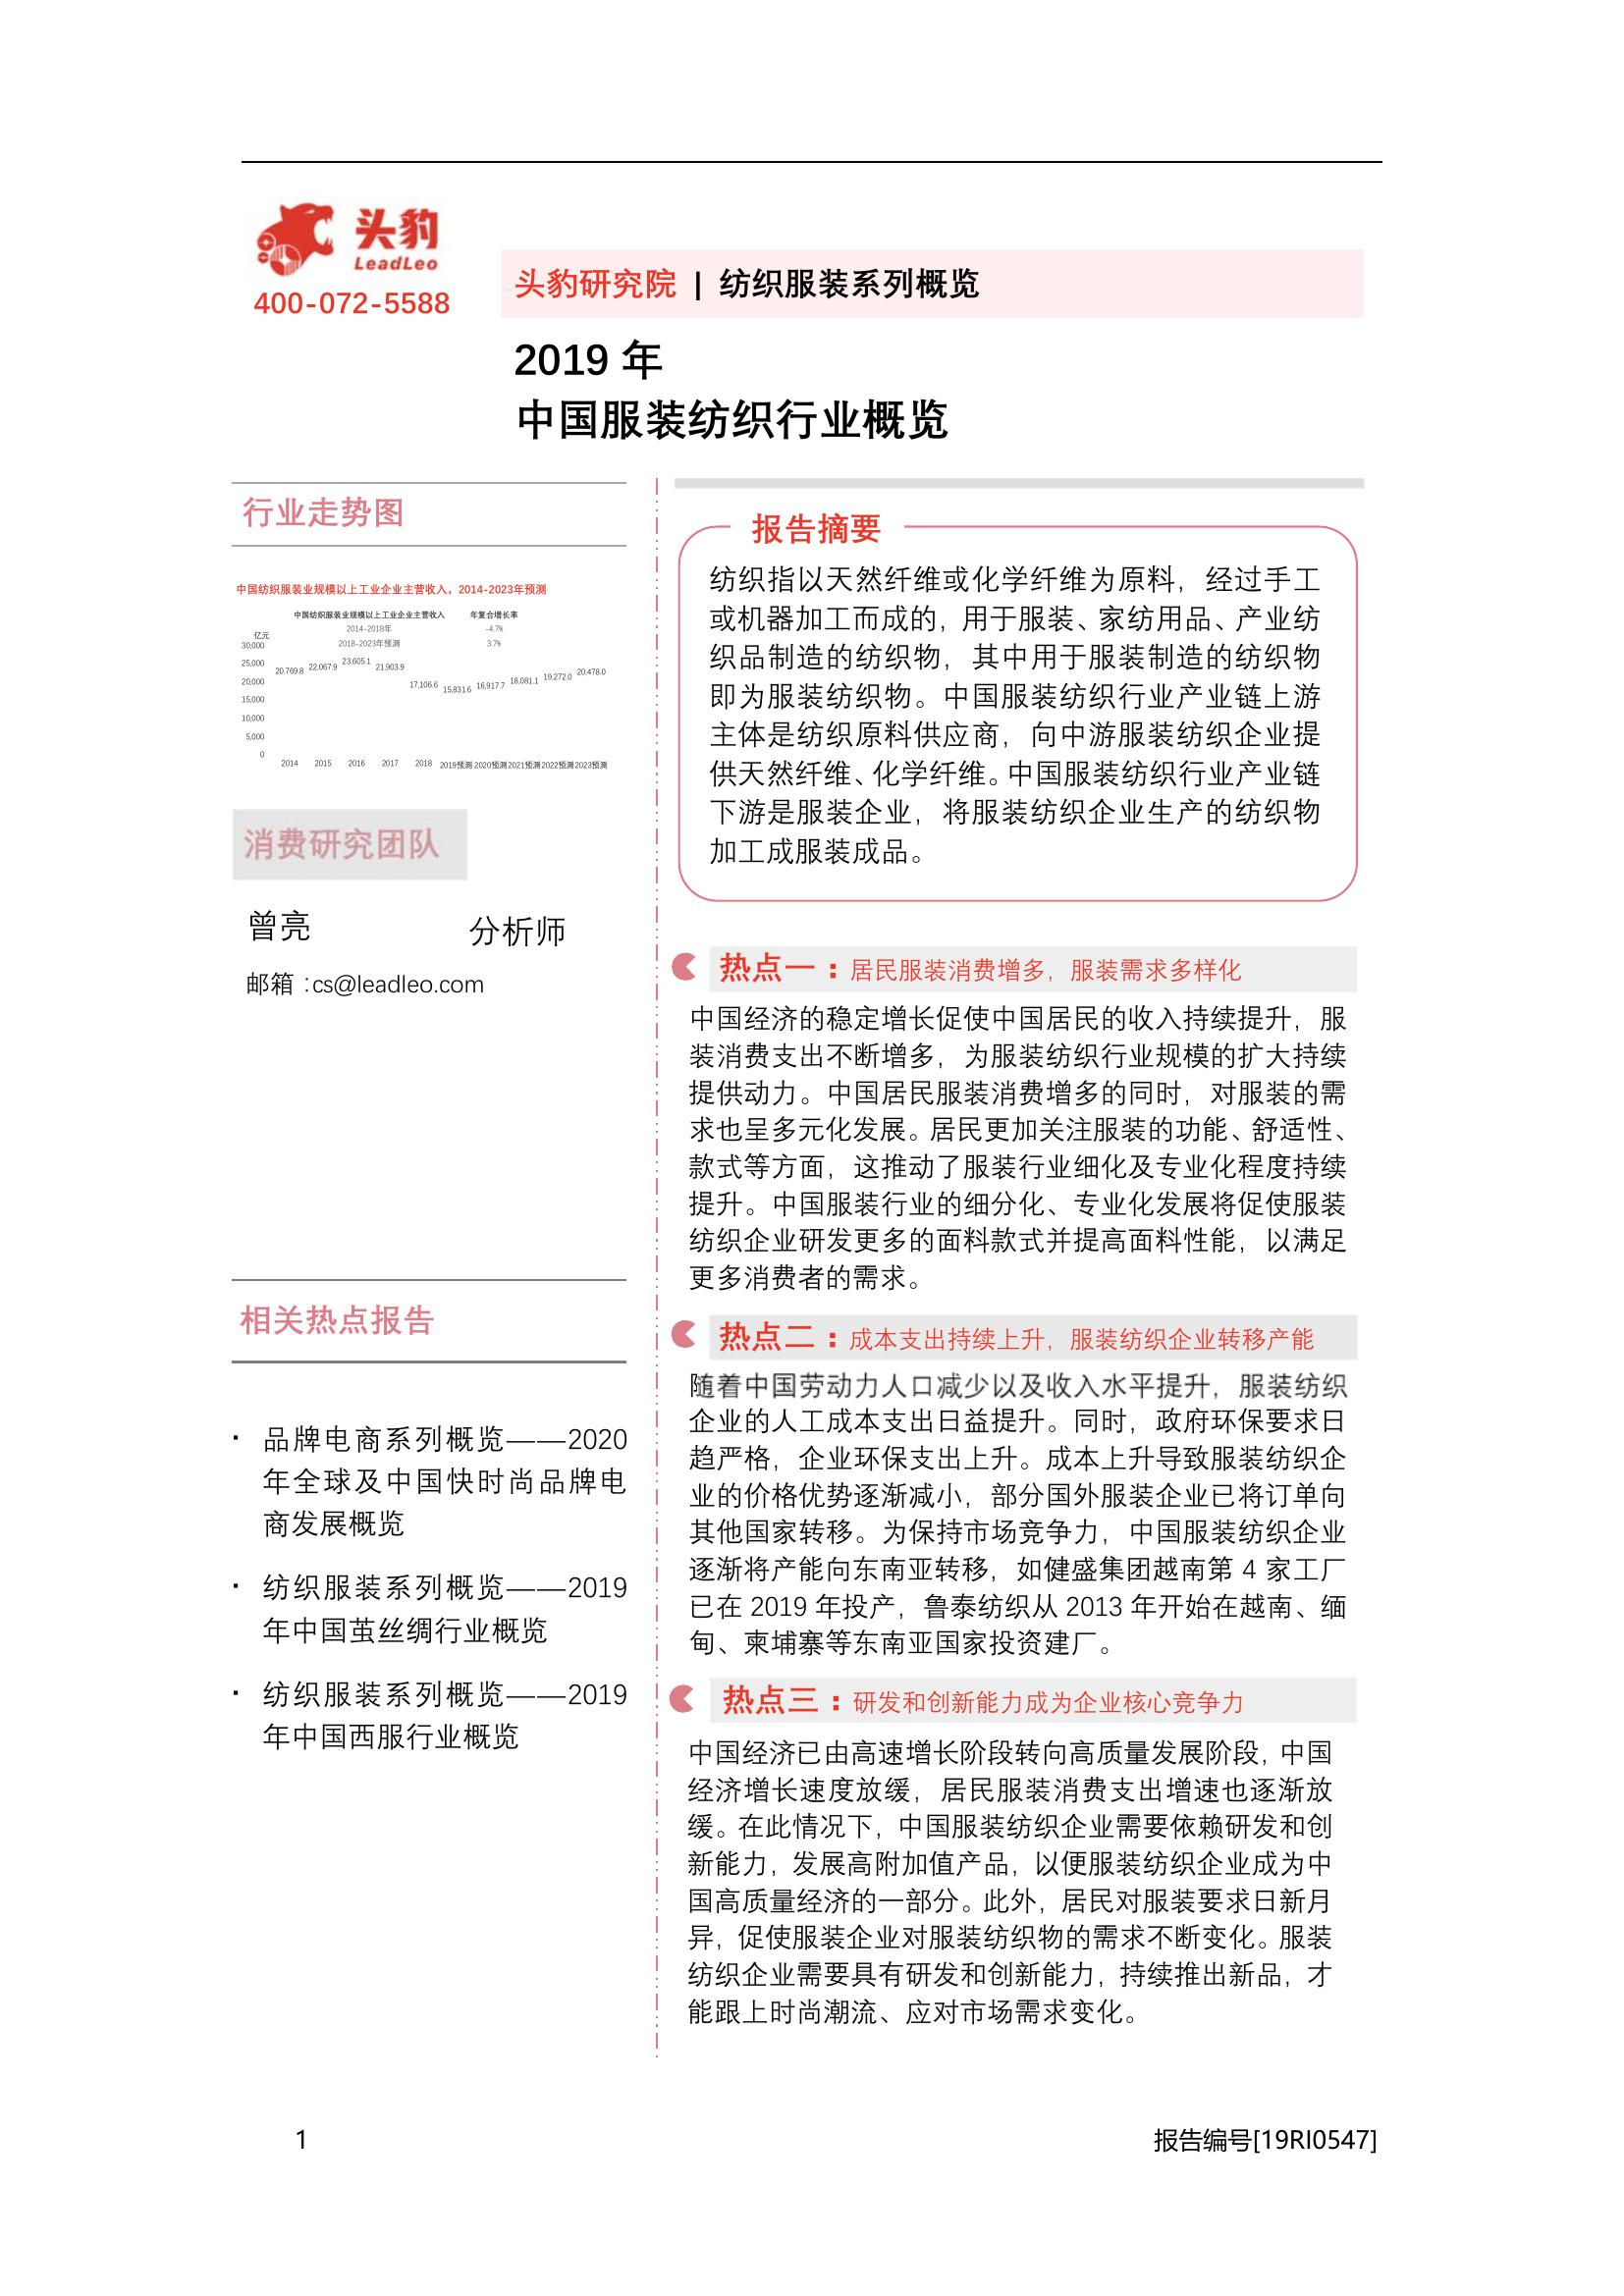 头豹
LeadLeo
400-072-5588
头豹研究院 | 纺织服装系列概览
2019 年
中国服装纺织行业概览
行业走势图
中国纺织服装业规模以上工业企业主营收入，2014-2023年预测
中国纺织服装业规模以上工业企业主营收入 年复合增长率
2014-2018年 -4.7%
2018-2023年预测 3.7%
亿元
30,000
25,000
20,000
15,000
10,000
5,000
0
20,769.8 22,067.9 23,605.1 21,903.9 17,106.6 15,831.6 16,917.7 18,081.1 19,272.0 20,478.0
2014 2015 2016 2017 2018 2019预测 2020预测 2021预测 2022预测 2023预测
消费研究团队
曾亮 分析师
邮箱 :cs@leadleo.com
相关热点报告
· 品牌电商系列概览——2020
年全球及中国快时尚品牌电
商发展概览
· 纺织服装系列概览——2019
年中国茧丝绸行业概览
· 纺织服装系列概览——2019
年中国西服行业概览
报告摘要
纺织指以天然纤维或化学纤维为原料，经过手工
或机器加工而成的，用于服装、家纺用品、产业纺
织品制造的纺织物，其中用于服装制造的纺织物
即为服装纺织物。中国服装纺织行业产业链上游
主体是纺织原料供应商，向中游服装纺织企业提
供天然纤维、化学纤维。中国服装纺织行业产业链
下游是服装企业，将服装纺织企业生产的纺织物
加工成服装成品。
热点一：居民服装消费增多，服装需求多样化
中国经济的稳定增长促使中国居民的收入持续提升，服
装消费支出不断增多，为服装纺织行业规模的扩大持续
提供动力。中国居民服装消费增多的同时，对服装的需
求也呈多元化发展。居民更加关注服装的功能、舒适性、
款式等方面，这推动了服装行业细化及专业化程度持续
提升。中国服装行业的细分化、专业化发展将促使服装
纺织企业研发更多的面料款式并提高面料性能，以满足
更多消费者的需求。
热点二：成本支出持续上升，服装纺织企业转移产能
随着中国劳动力人口减少以及收入水平提升，服装纺织
企业的人工成本支出日益提升。同时，政府环保要求日
趋严格，企业环保支出上升。成本上升导致服装纺织企
业的价格优势逐渐减小，部分国外服装企业已将订单向
其他国家转移。为保持市场竞争力，中国服装纺织企业
逐渐将产能向东南亚转移，如健盛集团越南第 4 家工厂
已在 2019 年投产，鲁泰纺织从 2013 年开始在越南、缅
甸、柬埔寨等东南亚国家投资建厂。
热点三：研发和创新能力成为企业核心竞争力
中国经济已由高速增长阶段转向高质量发展阶段，中国
经济增长速度放缓，居民服装消费支出增速也逐渐放
缓。在此情况下，中国服装纺织企业需要依赖研发和创
新能力，发展高附加值产品，以便服装纺织企业成为中
国高质量经济的一部分。此外，居民对服装要求日新月
异，促使服装企业对服装纺织物的需求不断变化。服装
纺织企业需要具有研发和创新能力，持续推出新品，才
能跟上时尚潮流、应对市场需求变化。
1
报告编号[19RI0547]